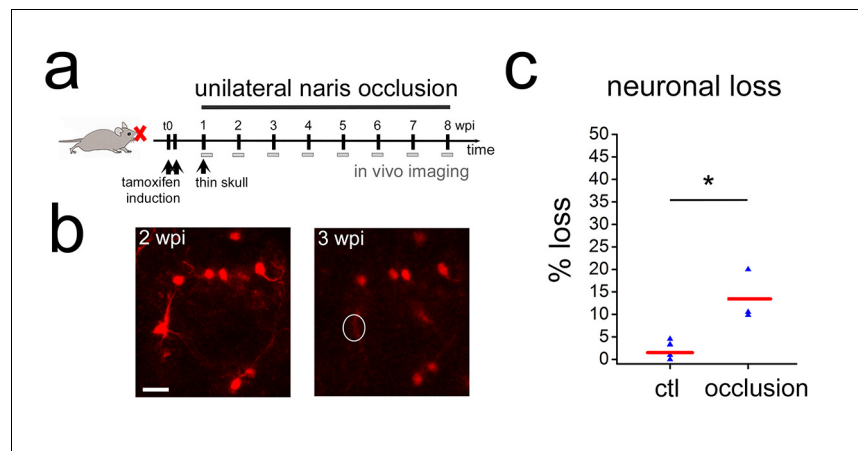 a
unilateral naris occlusion
t0 1 2 3 4 5 6 7 8 wpi
time
in vivo imaging
tamoxifen
induction
thin skull
b
2 wpi
3 wpi
c
neuronal loss
% loss
50
45
40
35
30
25
20
15
10
5
0
*
ctl
occlusion